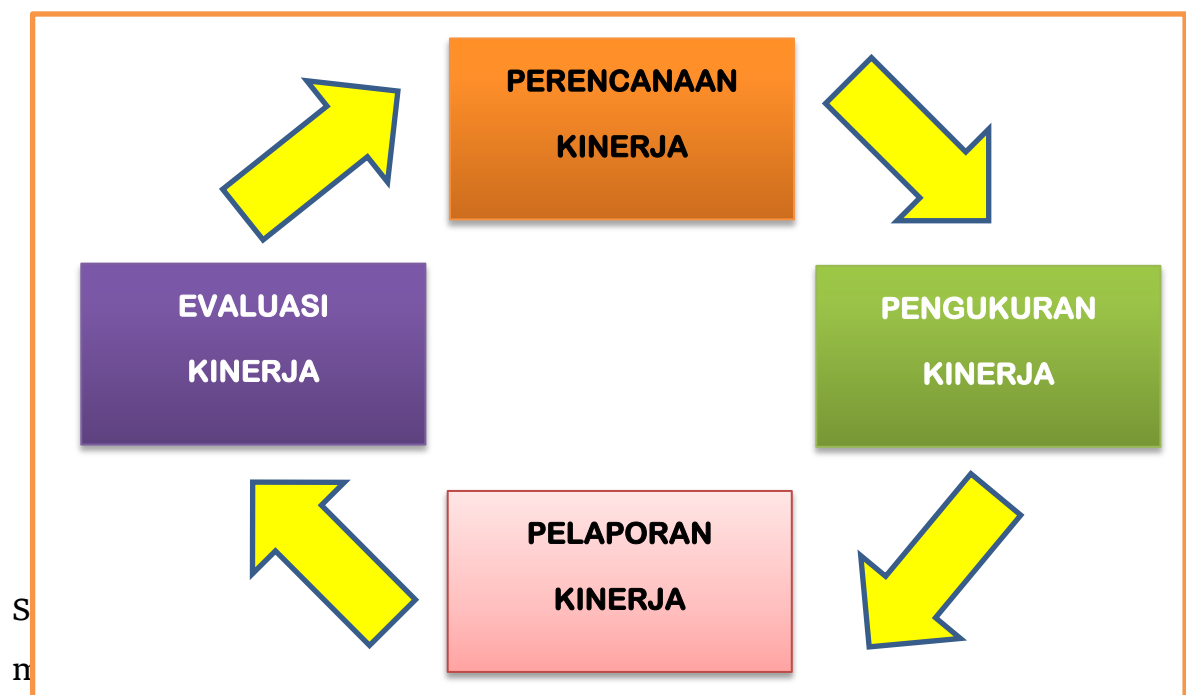 PERENCANAAN
KINERJA
EVALUASI
KINERJA
PENGUKURAN
KINERJA
PELAPORAN
KINERJA